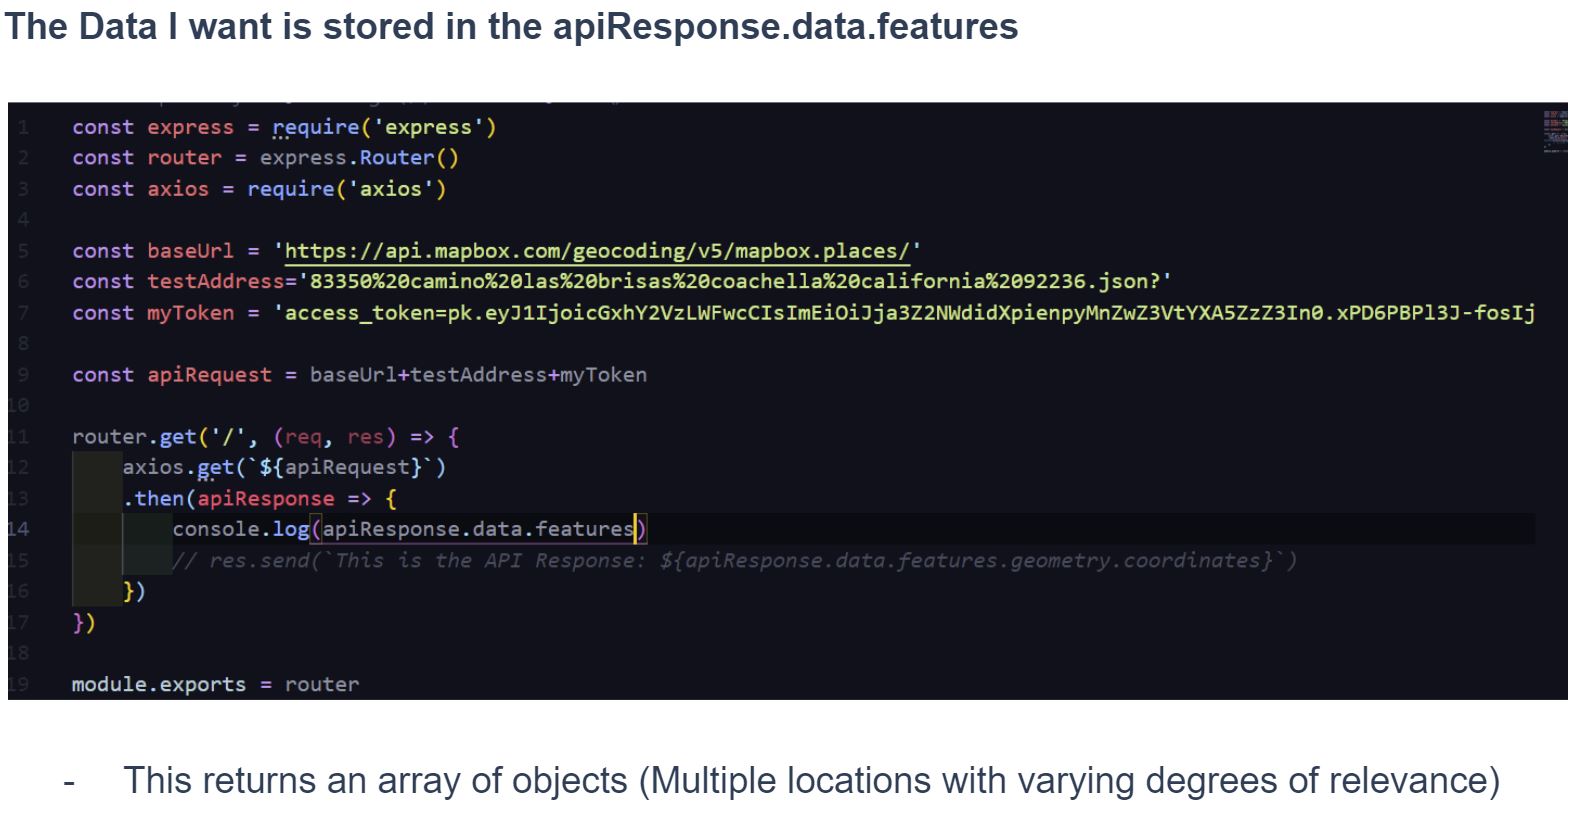 The Data I want is stored in the apiResponse.data.features
1 const express = require('express')
2 const router = express.Router()
3 const axios = require('axios')
4
5 const baseUrl = 'https://api.mapbox.com/geocoding/v5/mapbox.places/'
6 const testAddress='83350%20camino%20las%20brisas%20coachella%20california%2092236.json?'
7 const myToken = 'access_token=pk.eyJ1IjoicGxhY2VzLWFwcCIsImEiOiJja3Z2NWdidXpienpyMnZwZ3VtYXA5ZzZ3In0.xPD6PBPl3J-fosIj
8
9 const apiRequest = baseUrl+testAddress+myToken
10
11 router.get('/', (req, res) => {
12 axios.get(`${apiRequest}`)
13 .then(apiResponse => {
14 console.log(apiResponse.data.features)
15 // res.send(`This is the API Response: ${apiResponse.data.features.geometry.coordinates}`)
16 })
17 })
18
19 module.exports = router
- This returns an array of objects (Multiple locations with varying degrees of relevance)